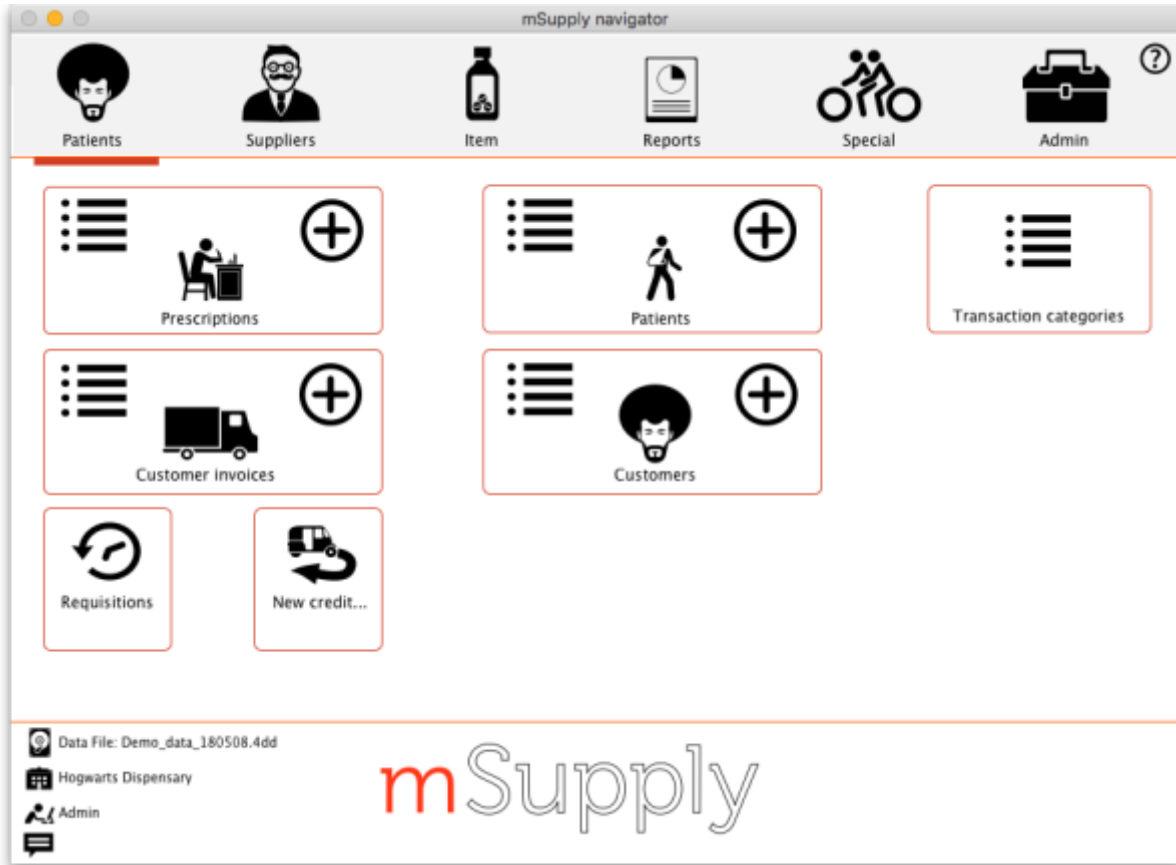 mSupply navigator
Patients Suppliers Item Reports Special Admin ?
Prescriptions Patients Transaction categories
Customer invoices Customers
Requisitions New credit...
Data File: Demo_data_180508.4dd
Hogwarts Dispensary
Admin
mSupply